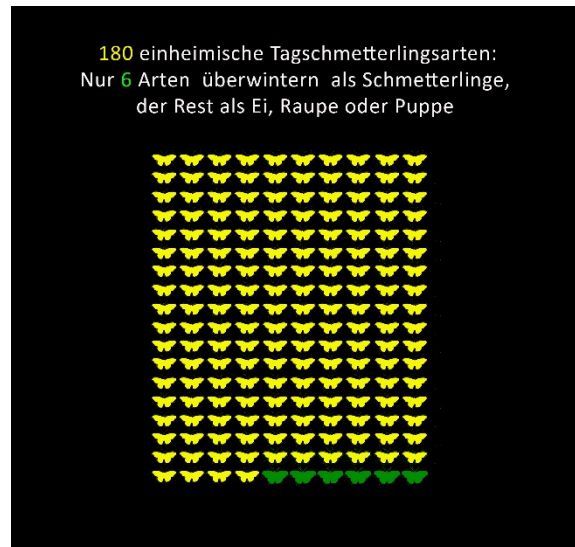 180 einheimische Tagschmetterlingsarten:
Nur 6 Arten überwintern als Schmetterlinge,
der Rest als Ei, Raupe oder Puppe